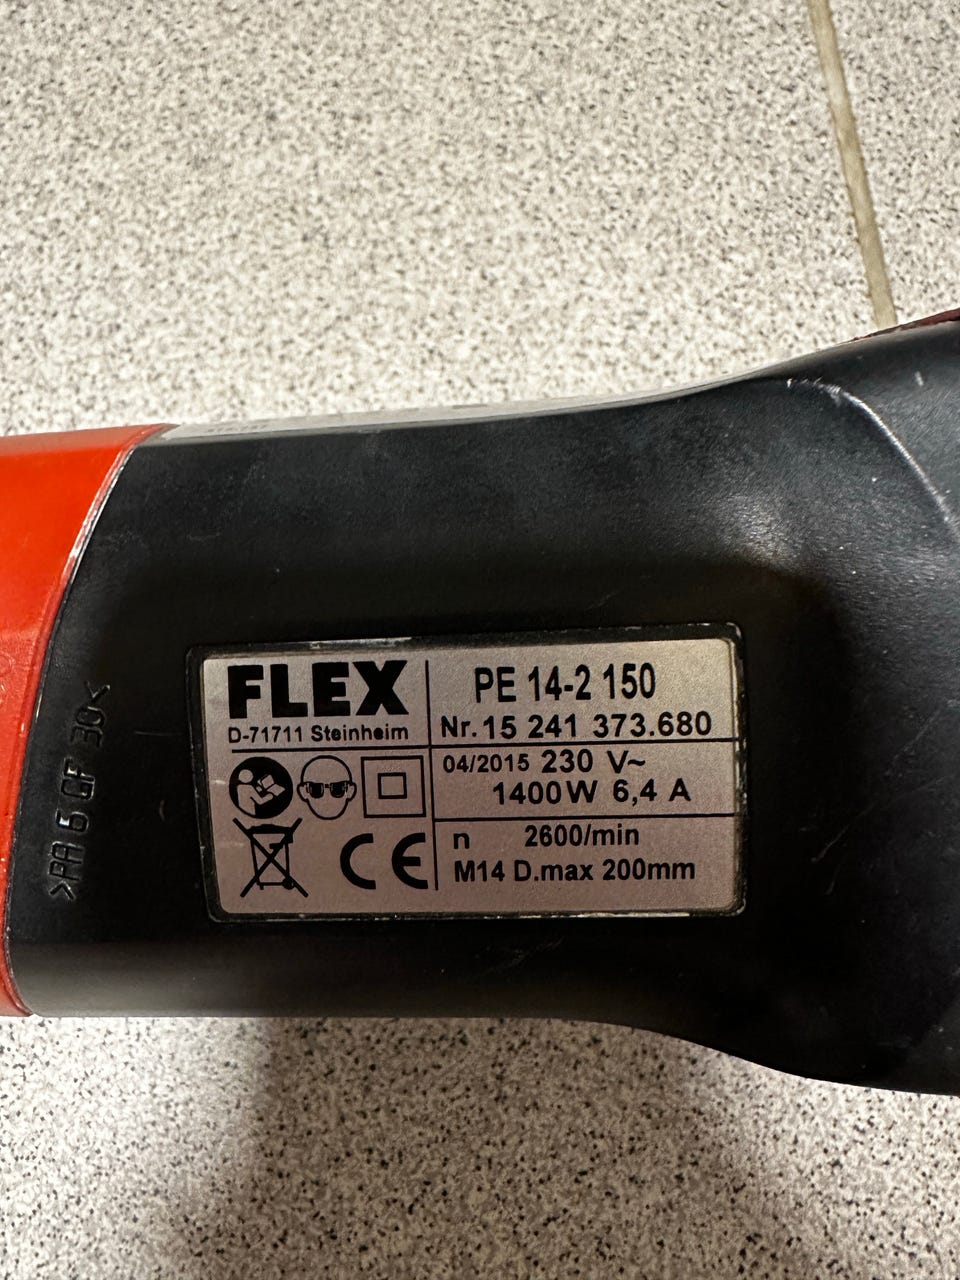 FLEX
D-71711 Steinheim
PE 14-2 150
Nr. 15 241 373.680
04/2015 230 V~
1400W 6,4 A
n 2600/min
M14 D.max 200mm
CE
>PA 6 GF 30<